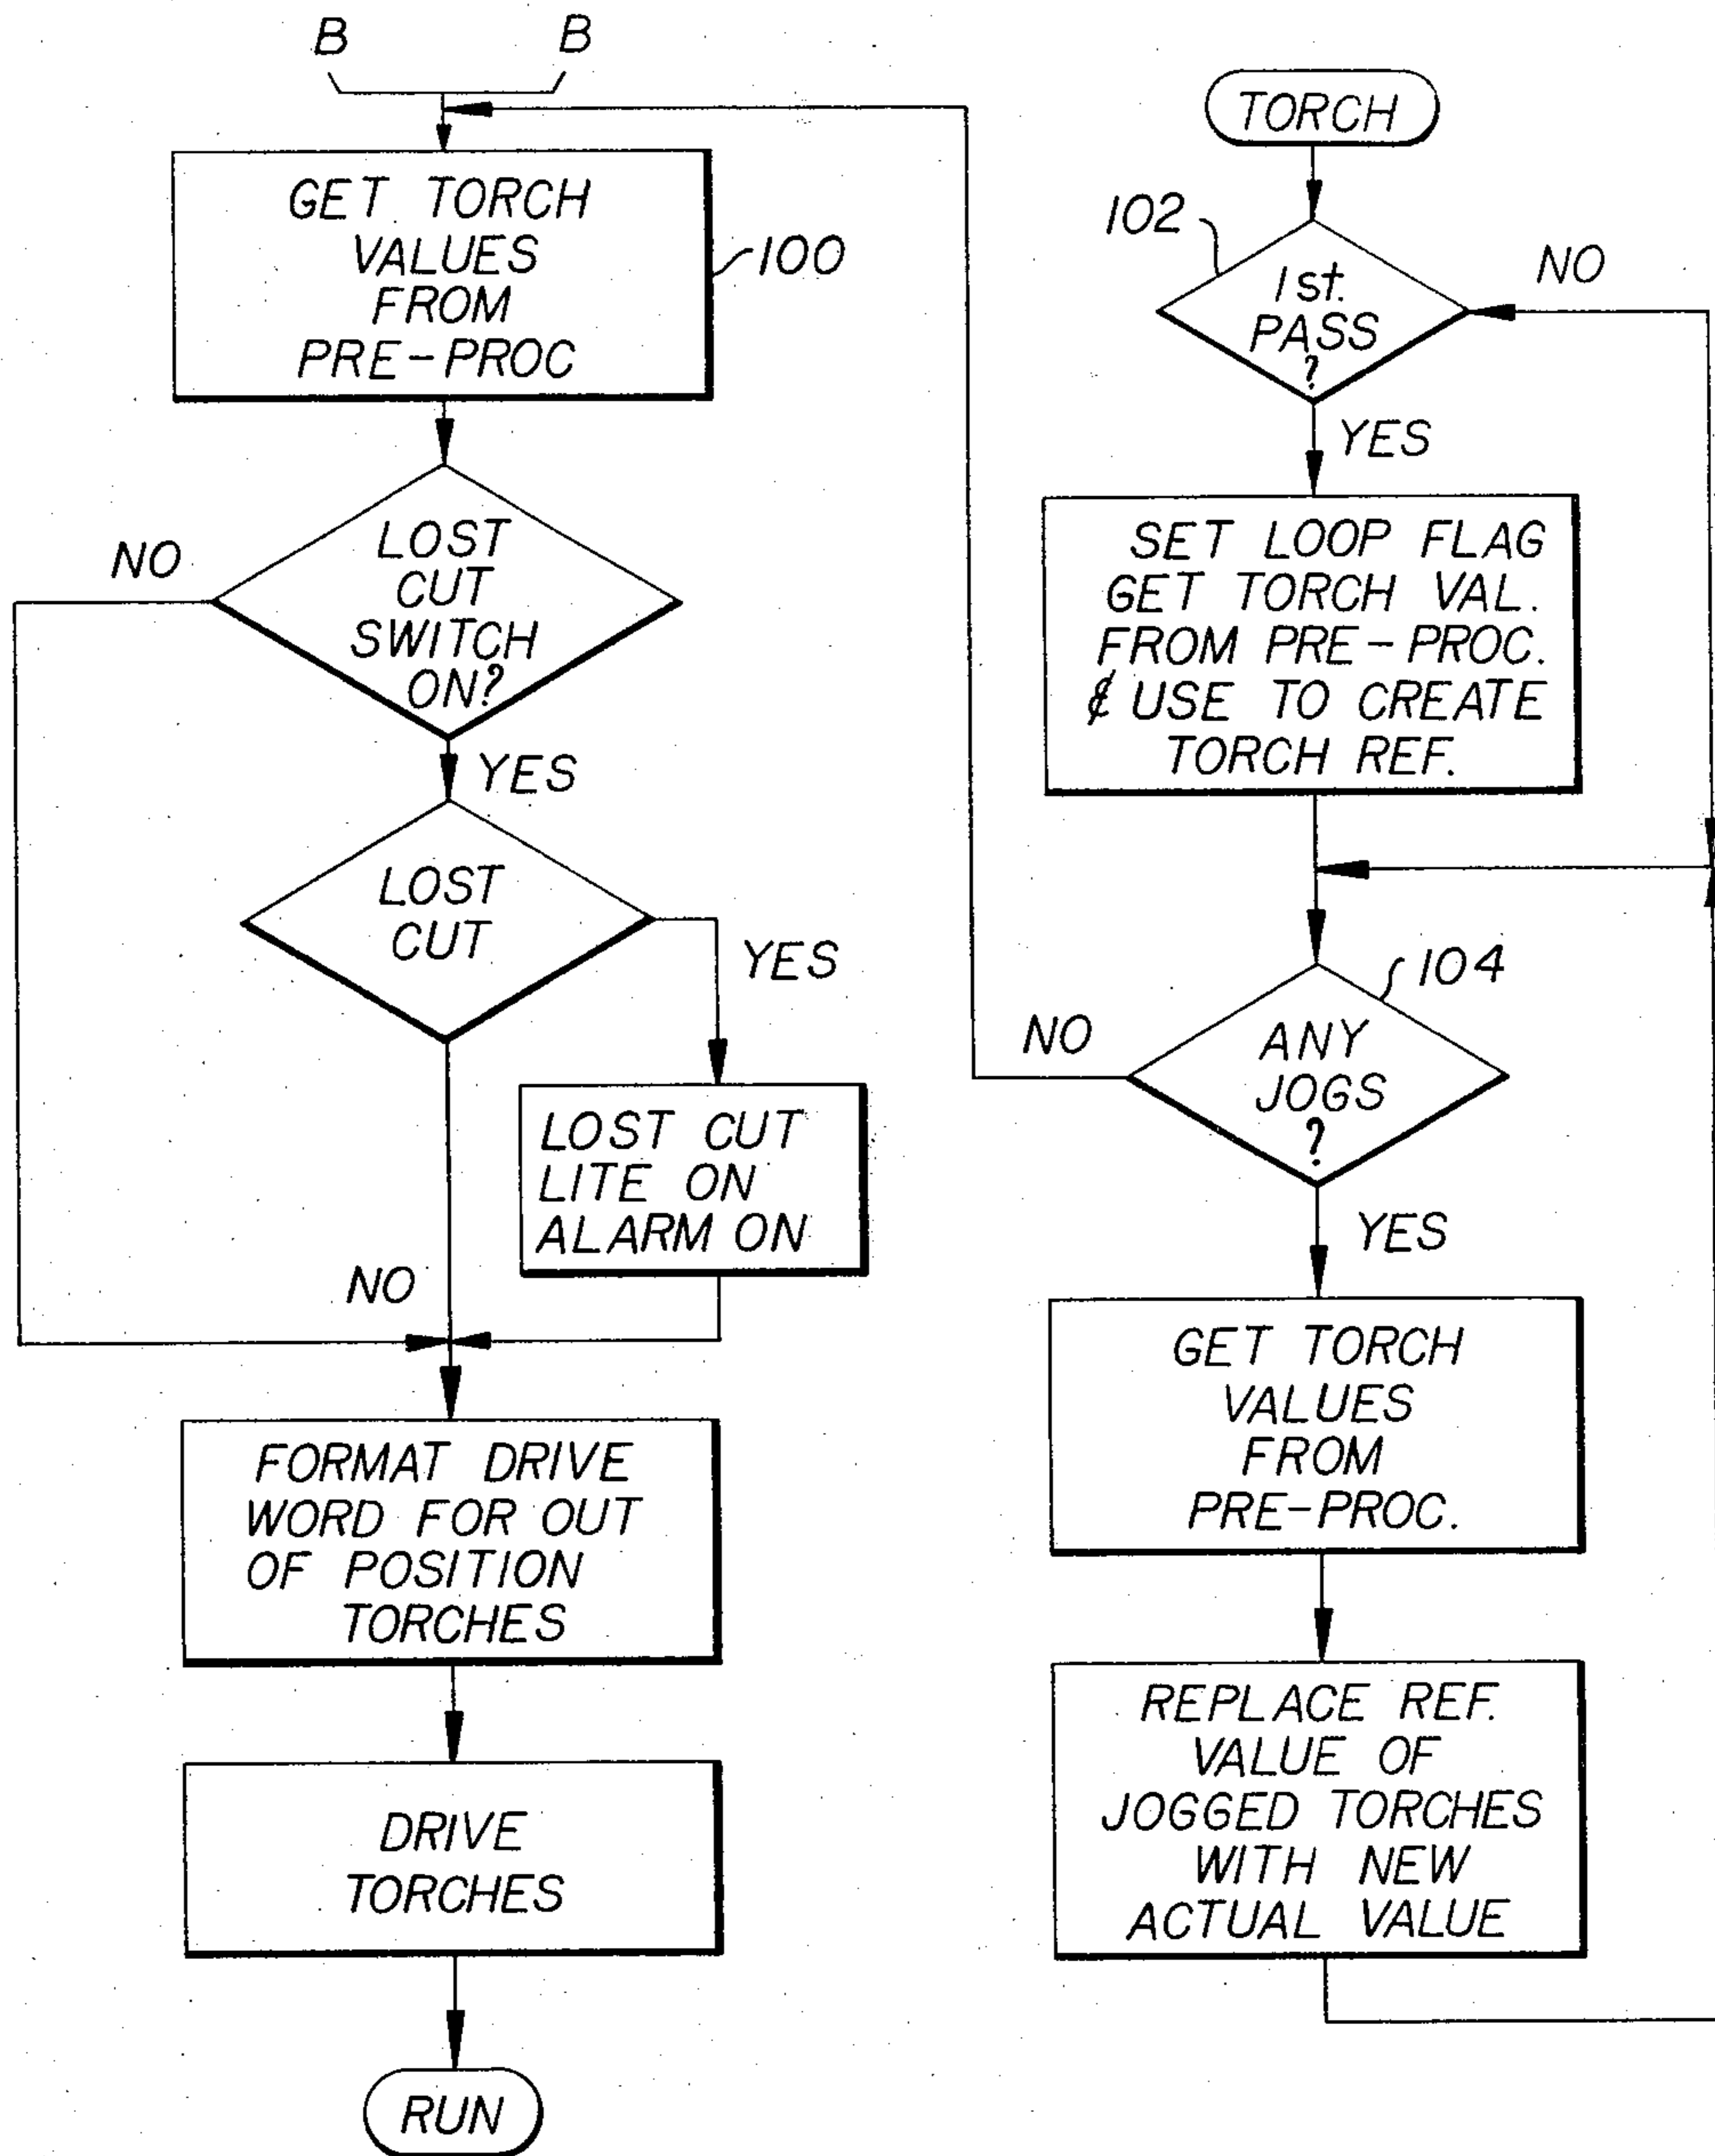 B B
GET TORCH
VALUES
FROM
PRE-PROC
100
LOST
CUT
SWITCH
ON?
NO
YES
LOST
CUT
YES
LOST CUT
LITE ON
ALARM ON
NO
FORMAT DRIVE
WORD FOR OUT
OF POSITION
TORCHES
DRIVE
TORCHES
RUN
TORCH
102
1st.
PASS
?
NO
YES
SET LOOP FLAG
GET TORCH VAL.
FROM PRE-PROC.
& USE TO CREATE
TORCH REF.
104
ANY
JOGS
?
NO
YES
GET TORCH
VALUES
FROM
PRE-PROC.
REPLACE REF.
VALUE OF
JOGGED TORCHES
WITH NEW
ACTUAL VALUE